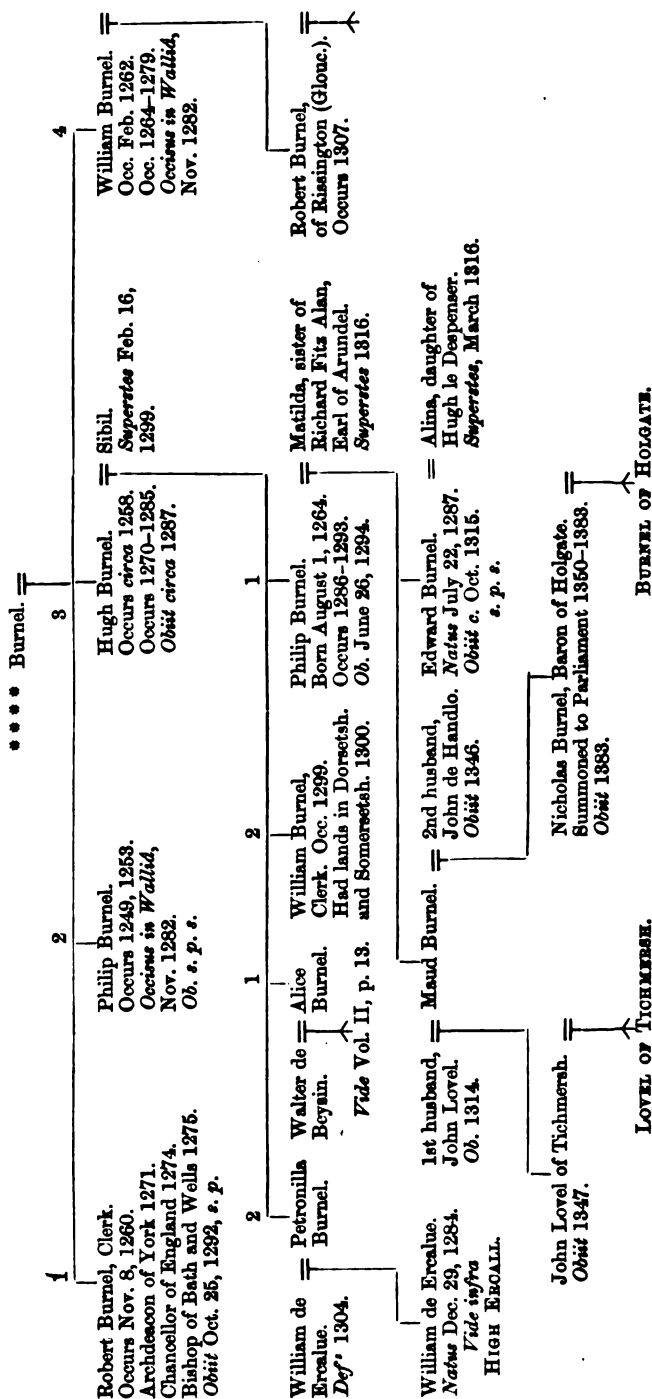 * * * * Burnel. ╤
1
2
3
4
Robert Burnel, Clerk.
Occurs Nov. 8, 1260.
Archdeacon of York 1271.
Chancellor of England 1274.
Bishop of Bath and Wells 1275.
Obiit Oct. 25, 1292, s. p.
Philip Burnel.
Occurs 1249, 1253.
Occisus in Wallid,
Nov. 1282.
Ob. s. p. s.
Hugh Burnel.
Occurs circa 1258.
Occurs 1270–1285.
Obiit circa 1287.
Sibil.
Superstes Feb. 16,
1299.
William Burnel.
Occ. Feb. 1262.
Occ. 1264–1279.
Occisus in Wallid,
Nov. 1282.
2
1
2
1
William de
Ercalue.
Def' 1304.
Petronilla
Burnel.
Walter de
Beysin.
Alice
Burnel.
Vide Vol. II, p. 13.
William Burnel,
Clerk. Occ. 1299.
Had lands in Dorsetsh.
and Somersetsh. 1300.
Philip Burnel.
Born August 1, 1264.
Occurs 1286–1293.
Ob. June 26, 1294.
Matilda, sister of
Richard Fitz Alan,
Earl of Arundel.
Superstes 1316.
Robert Burnel,
of Rissington (Glouc.).
Occurs 1307.
William de Ercalue.
Natus Dec. 29, 1284.
Vide infra
HIGH ERCALL.
1st husband,
John Lovel.
Ob. 1314.
Maud Burnel.
2nd husband,
John de Handlo.
Obiit 1346.
Edward Burnel.
Natus July 22, 1287.
Obiit c. Oct. 1315.
s. p. s.
= Alina, daughter of
Hugh le Despenser.
Superstes, March 1316.
John Lovel of Tichmersh.
Obiit 1347.
Nicholas Burnel, Baron of Holgate.
Summoned to Parliament 1350–1383.
Obiit 1383.
LOVEL OF TICHMERSH.
BURNEL OF HOLGATE.